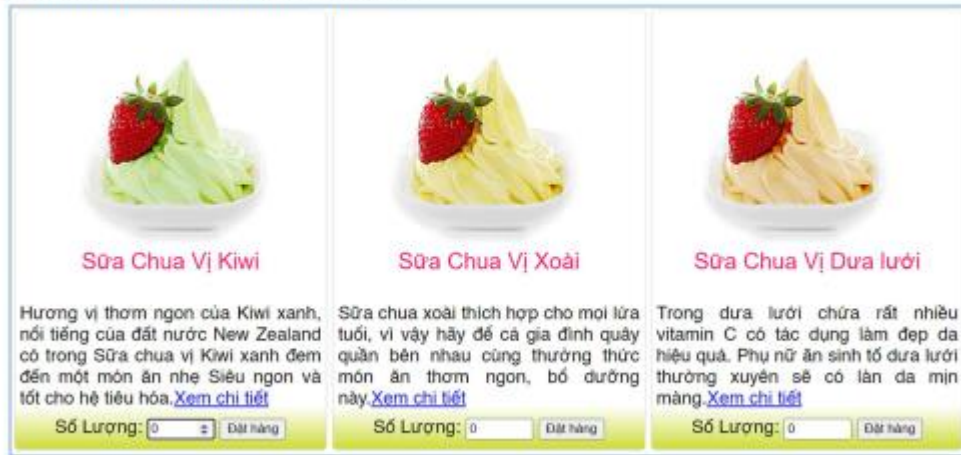 Sữa Chua Vị Kiwi
Hương vị thơm ngon của Kiwi xanh,
nổi tiếng của đất nước New Zealand
có trong Sữa chua vị Kiwi xanh đem
đến một món ăn nhẹ Siêu ngon và
tốt cho hệ tiêu hóa.Xem chi tiết
Số Lượng: 0 Đặt hàng
Sữa Chua Vị Xoài
Sữa chua xoài thích hợp cho mọi lứa
tuổi, vì vậy hãy để cả gia đình quây
quần bên nhau cùng thưởng thức
món ăn thơm ngon, bổ dưỡng
này.Xem chi tiết
Số Lượng: 0 Đặt hàng
Sữa Chua Vị Dưa lưới
Trong dưa lưới chứa rất nhiều
vitamin C có tác dụng làm đẹp da
hiệu quả. Phụ nữ ăn sinh tố dưa lưới
thường xuyên sẽ có làn da mịn
màng.Xem chi tiết
Số Lượng: 0 Đặt hàng